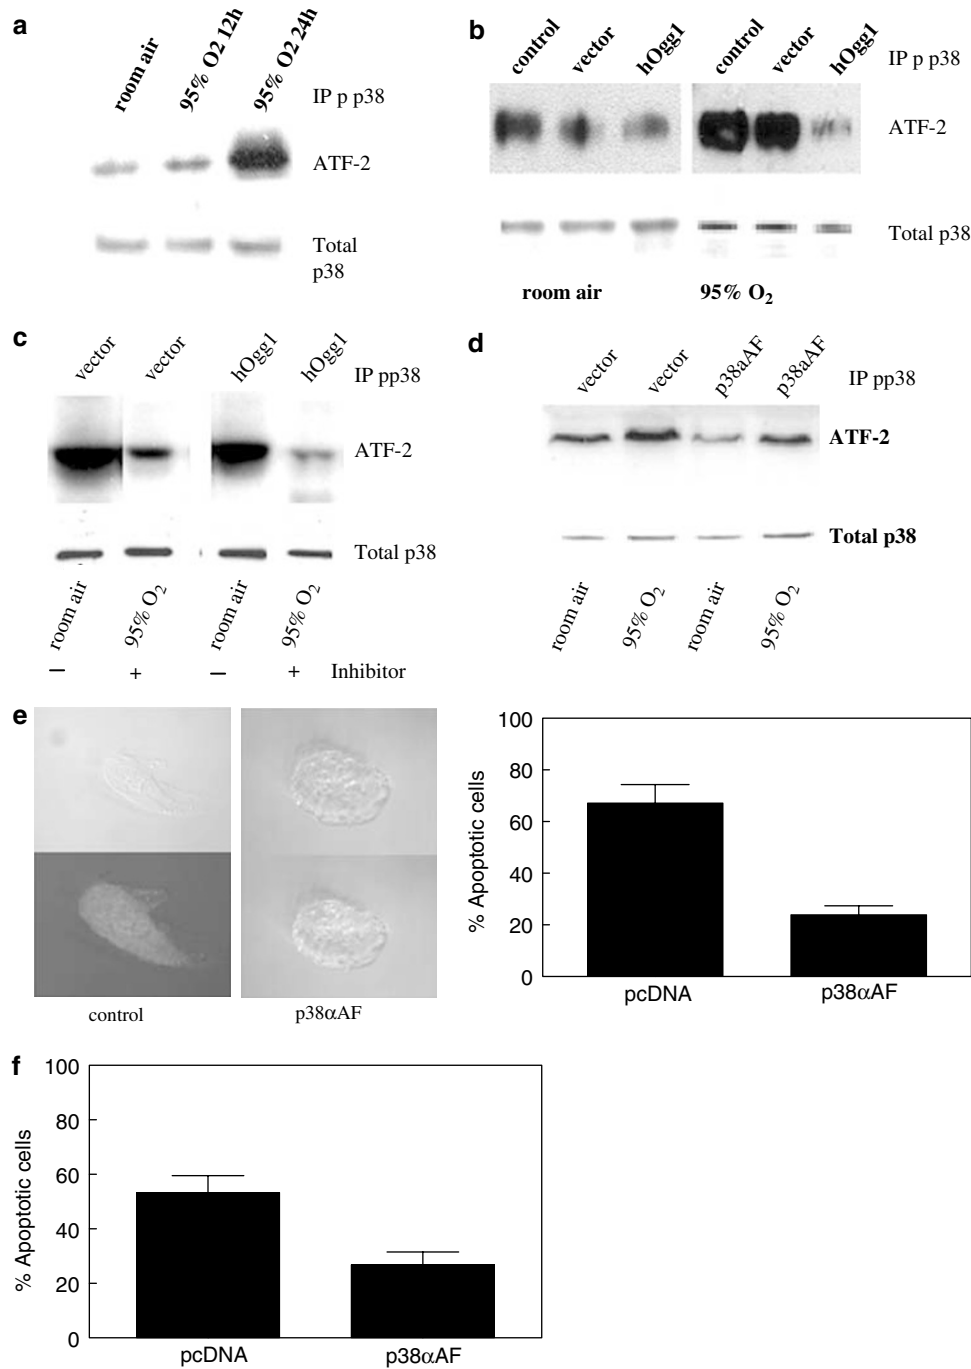 a
room air
95% O2 12h
95% O2 24h
IP p p38
ATF-2
Total
p38
b
control
vector
hOgg1
control
vector
hOgg1
IP p p38
ATF-2
Total p38
room air
95% O2
c
vector
vector
hOgg1
hOgg1
IP pp38
ATF-2
Total p38
room air
95% O2
room air
95% O2
– + – + Inhibitor
d
vector
vector
p38aAF
p38aAF
IP pp38
ATF-2
Total p38
room air
95% O2
room air
95% O2
e
control
p38αAF
% Apoptotic cells
100
80
60
40
20
0
pcDNA
p38αAF
f
% Apoptotic cells
100
80
60
40
20
0
pcDNA
p38αAF